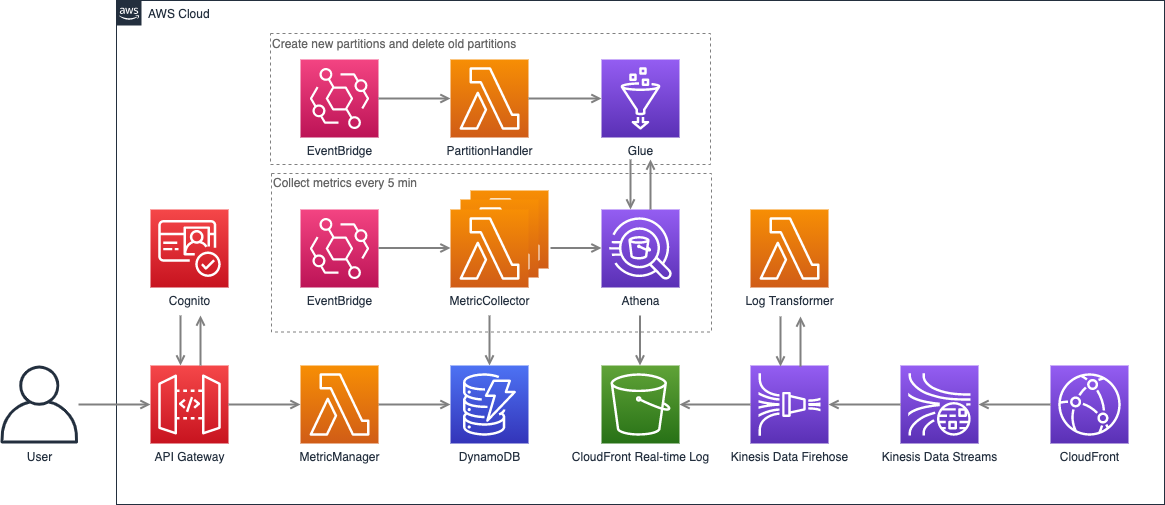 aws
AWS Cloud
Create new partitions and delete old partitions
EventBridge
PartitionHandler
Glue
Collect metrics every 5 min
Cognito
EventBridge
MetricCollector
Athena
Log Transformer
</>
User
API Gateway
MetricManager
DynamoDB
CloudFront Real-time Log
Kinesis Data Firehose
Kinesis Data Streams
CloudFront